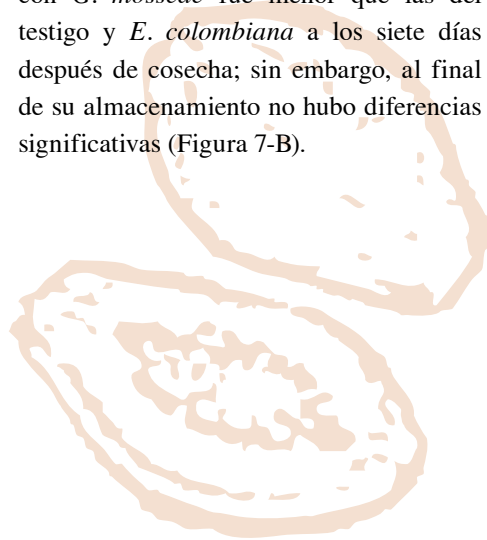 con G. mosseae fue menor que las del
testigo y E. colombiana a los siete días
después de cosecha; sin embargo, al final
de su almacenamiento no hubo diferencias
significativas (Figura 7-B).